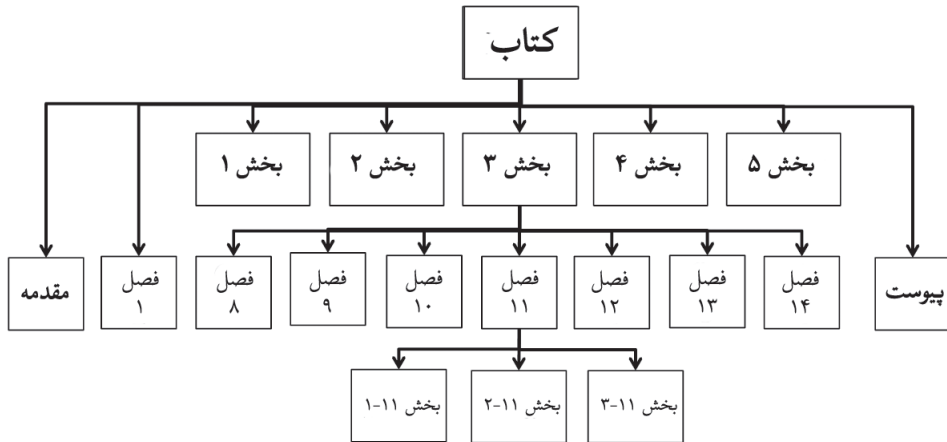 کتاب
بخش ۱
بخش ۲
بخش ۳
بخش ۴
بخش ۵
مقدمه
فصل
۱
فصل
۸
فصل
۹
فصل
۱۰
فصل
۱۱
فصل
۱۲
فصل
۱۳
فصل
۱۴
پیوست
بخش ۱۱-۱
بخش ۱۱-۲
بخش ۱۱-۳